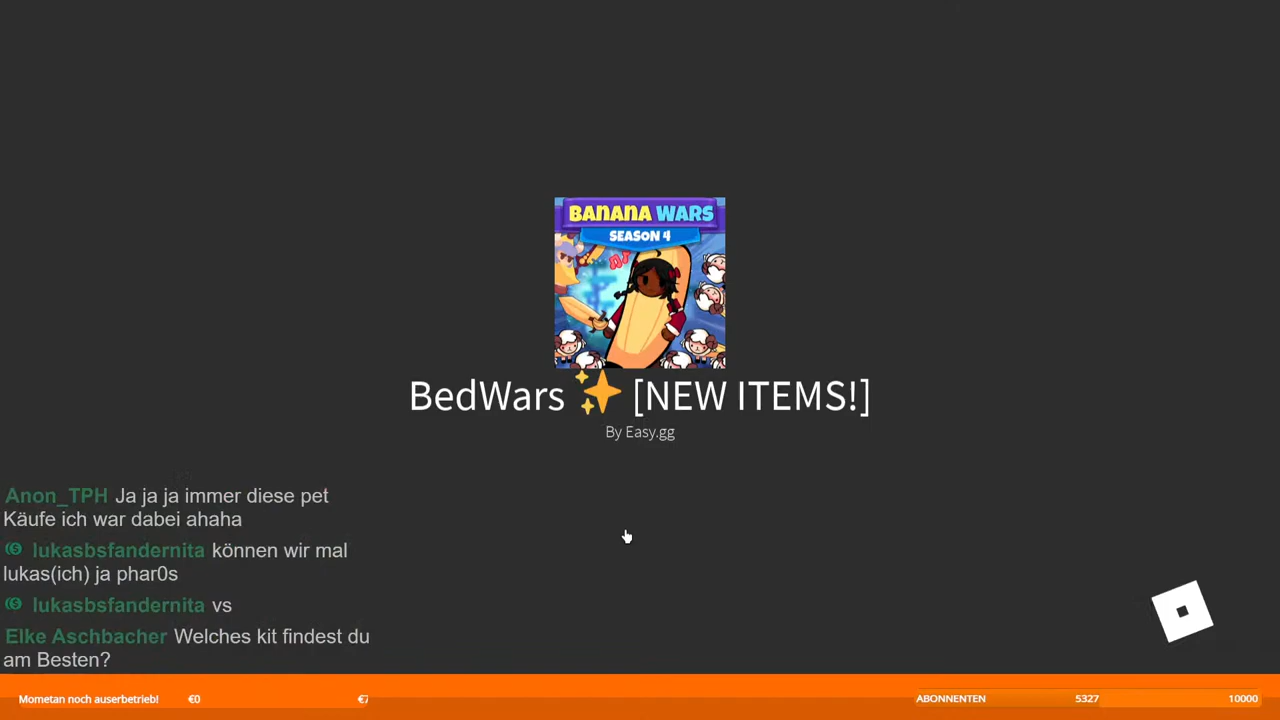 BANANA WARS
SEASON 4
BedWars ✨ [NEW ITEMS!]
By Easy.gg
Anon_TPH Ja ja ja immer diese pet
Käufe ich war dabei ahaha
lukasbsfandernita können wir mal
lukas(ich) ja phar0s
lukasbsfandernita vs
Elke Aschbacher Welches kit findest du
am Besten?
Mometan noch auserbetrieb! €0 €7
ABONNENTEN 5327 10000